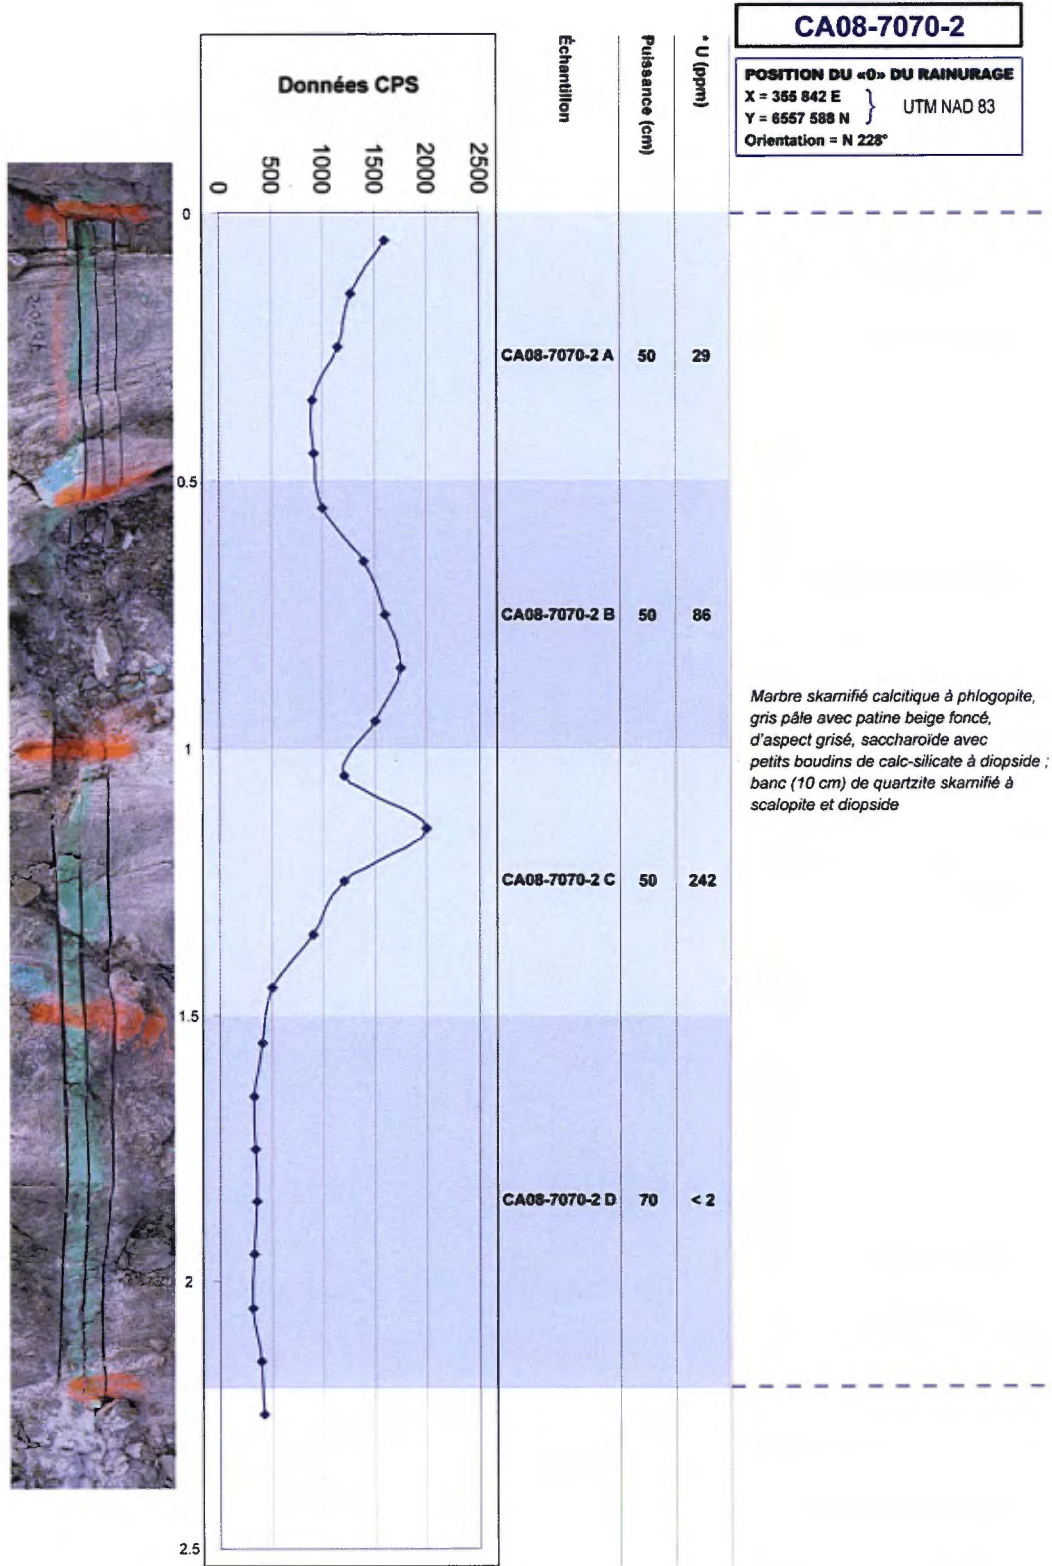 CA08-7070-2
POSITION DU «0» DU RAINURAGE
X = 355 842 E
Y = 6557 588 N
} UTM NAD 83
Orientation = N 228°
Données CPS
Échantillon
Puissance (cm)
* U (ppm)
0
500
1000
1500
2000
2500
0
CA08-7070-2 A 50 29
0.5
CA08-7070-2 B 50 86
1
Marbre skarnifié calcitique à phlogopite,
gris pâle avec patine beige foncé,
d'aspect grisé, saccharoïde avec
petits boudins de calc-silicate à diopside ;
banc (10 cm) de quartzite skarnifié à
scalopite et diopside
CA08-7070-2 C 50 242
1.5
CA08-7070-2 D 70 < 2
2
2.5